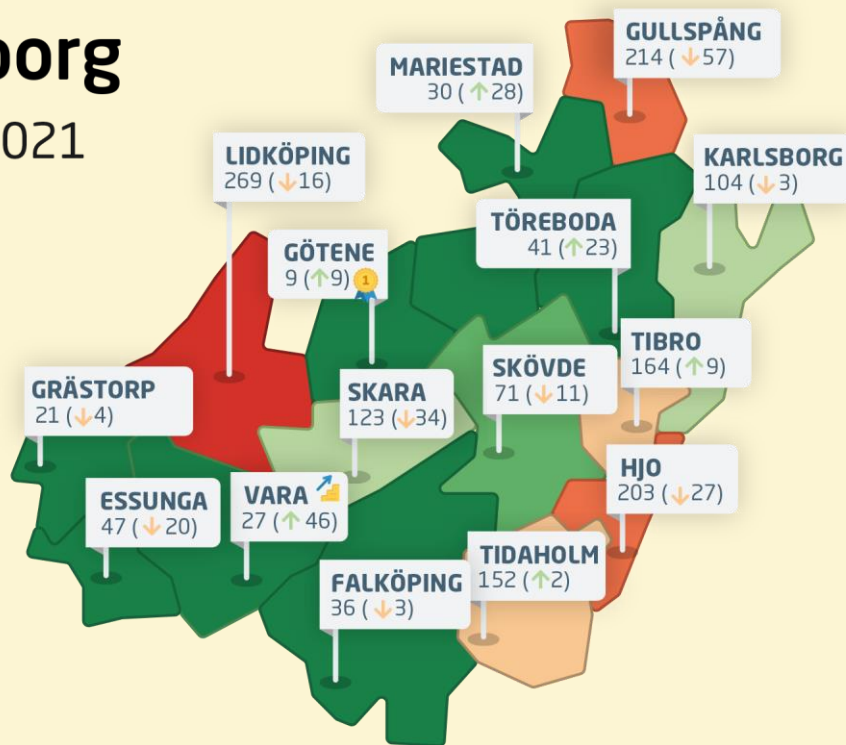 borg
2021
GULLSPÅNG
214 (↓57)
MARIESTAD
30 (↑28)
LIDKÖPING
269 (↓16)
KARLSBORG
104 (↓3)
TÖREBODA
41 (↑23)
GÖTENE
9 (↑9) 1
TIBRO
164 (↑9)
SKÖVDE
71 (↓11)
GRÄSTORP
21 (↓4)
SKARA
123 (↓34)
HJO
203 (↓27)
ESSUNGA
47 (↓20)
VARA
27 (↑46)
TIDAHOLM
152 (↑2)
FALKÖPING
36 (↓3)